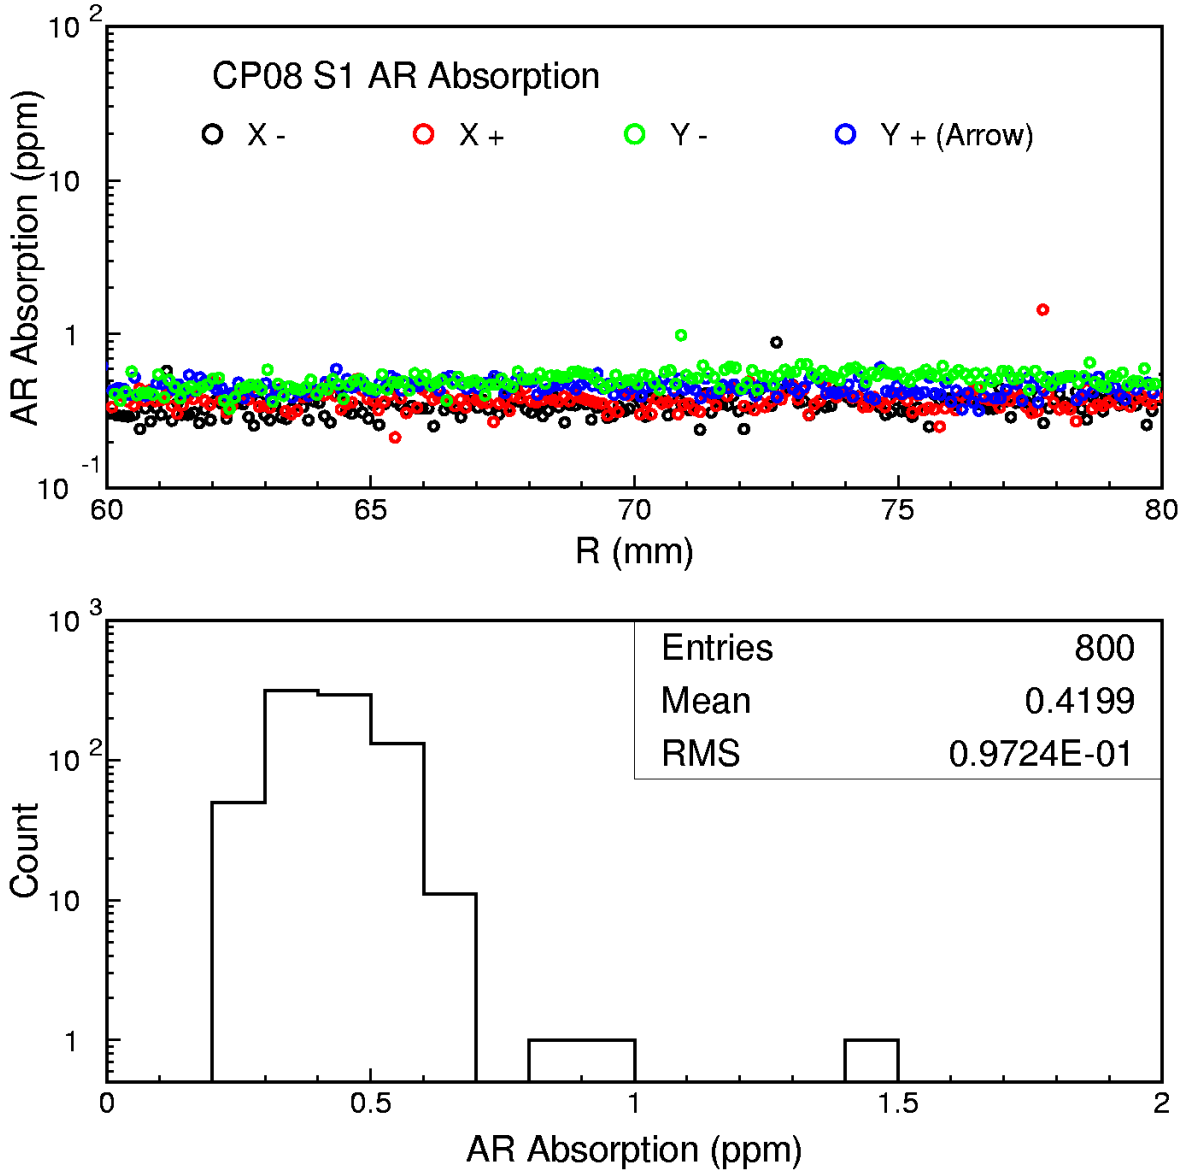 CP08 S1 AR Absorption
X - X + Y - Y + (Arrow)
AR Absorption (ppm)
10 2
10
1
10 -1
60 65 70 75 80
R (mm)
Entries 800
Mean 0.4199
RMS 0.9724E-01
Count
10 3
10 2
10
1
0 0.5 1 1.5 2
AR Absorption (ppm)